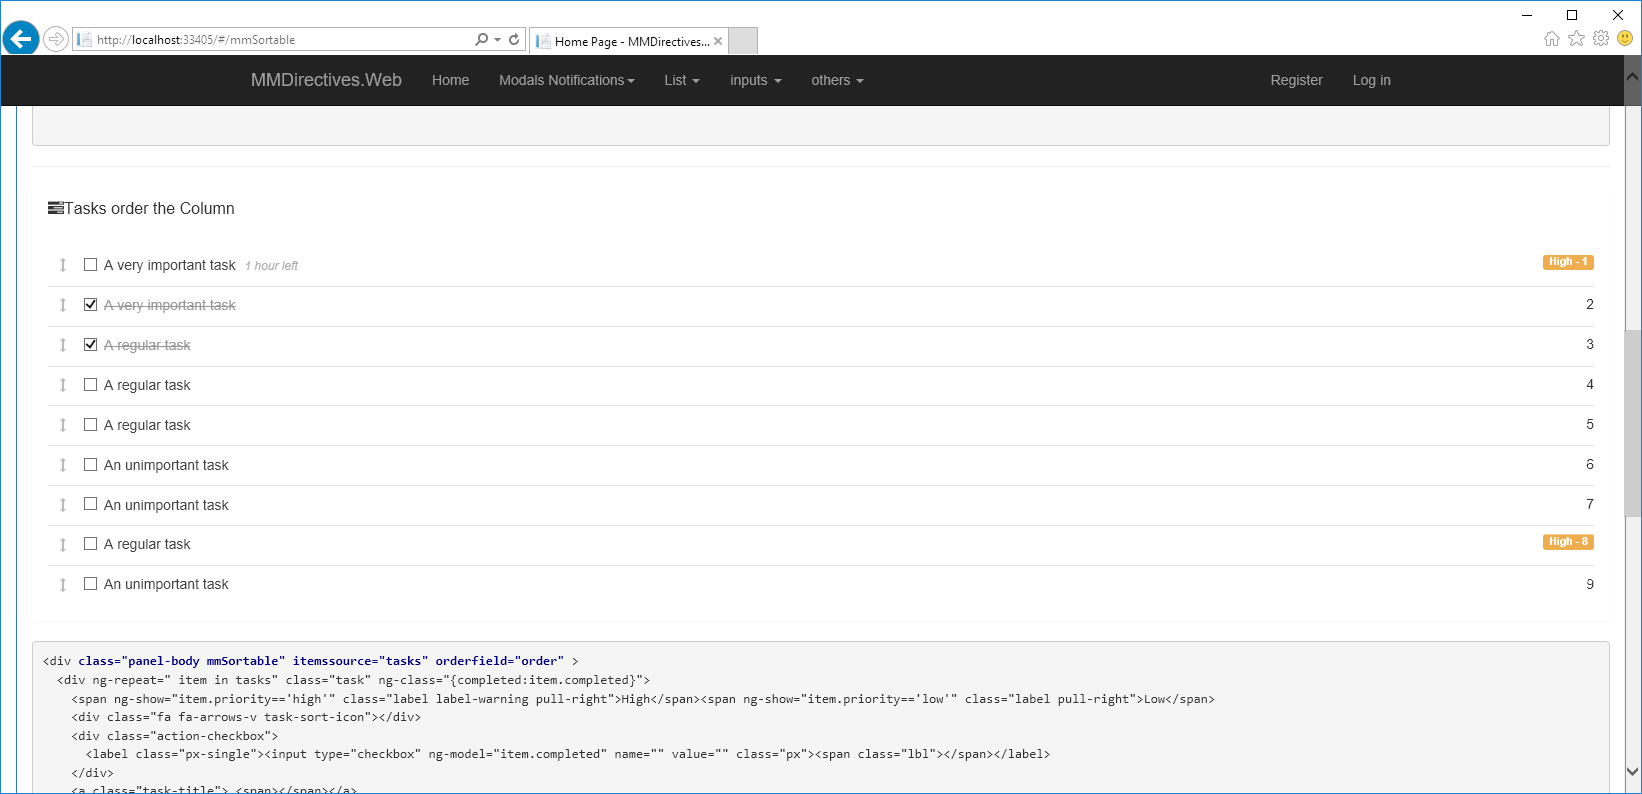 http://localhost:33405/#/mmSortable
Home Page - MMDirectives...
MMDirectives.Web Home Modals Notifications List inputs others Register Log in
Tasks order the Column
A very important task 1 hour left High - 1
A very important task 2
A regular task 3
A regular task 4
A regular task 5
An unimportant task 6
An unimportant task 7
A regular task High - 8
An unimportant task 9
<div class="panel-body mmSortable" itemssource="tasks" orderfield="order" >
<div ng-repeat=" item in tasks" class="task" ng-class="{completed:item.completed}">
<span ng-show="item.priority=='high'" class="label label-warning pull-right">High</span><span ng-show="item.priority=='low'" class="label pull-right">Low</span>
<div class="fa fa-arrows-v task-sort-icon"></div>
<div class="action-checkbox">
<label class="px-single"><input type="checkbox" ng-model="item.completed" name="" value="" class="px"><span class="lbl"></span></label>
</div>
<a class="task-title"> <span></span></a>